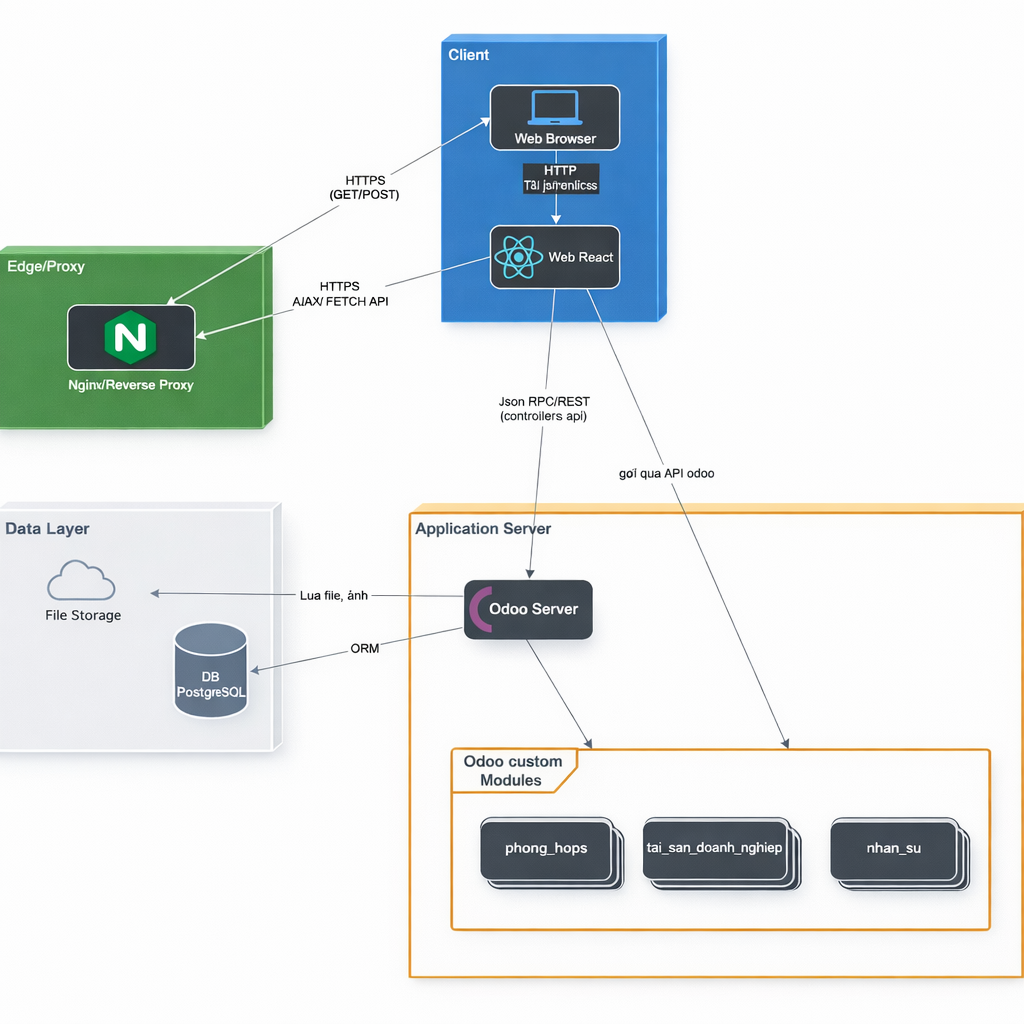 Client
Web Browser
HTTP
Web React
HTTPS
(GET/POST)
Edge/Proxy
HTTPS
AJAX/ FETCH API
N
Nginx/Reverse Proxy
Json RPC/REST
(controllers api)
gọi qua API odoo
Data Layer
File Storage
Lua file, ảnh
ORM
DB
PostgreSQL
Application Server
Odoo Server
Odoo custom
Modules
phong_hops
tai_san_doanh_nghiep
nhan_su